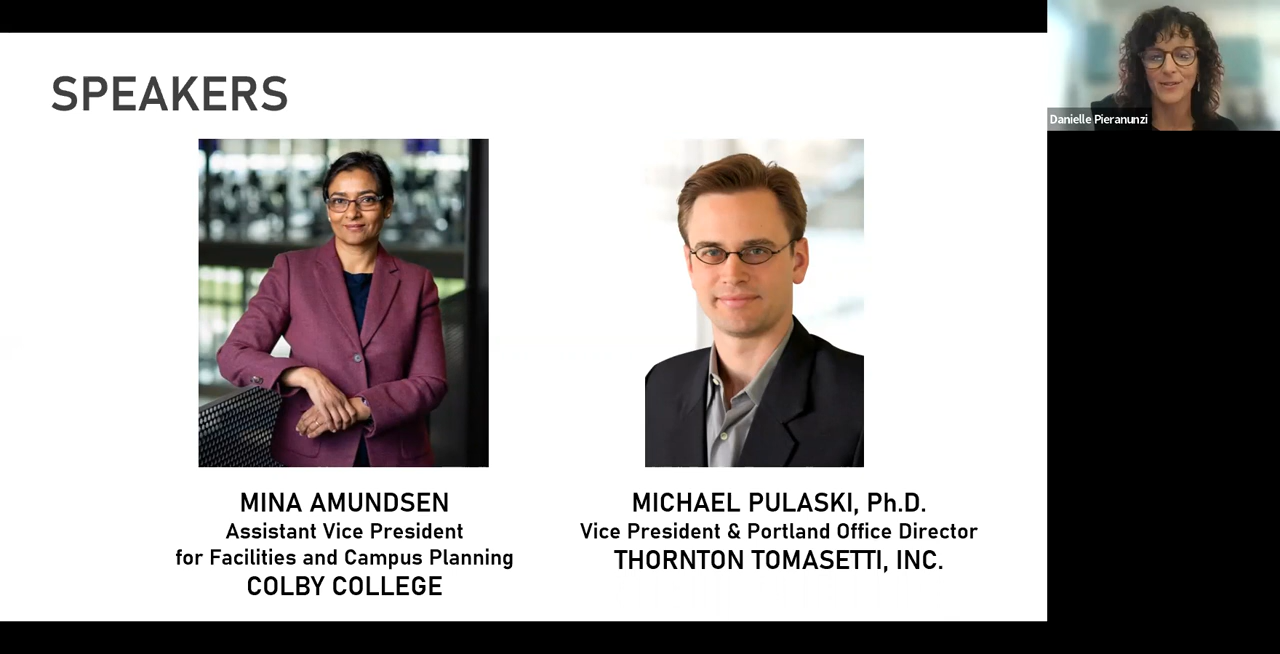 SPEAKERS
Danielle Pieranunzi
MINA AMUNDSEN
Assistant Vice President
for Facilities and Campus Planning
COLBY COLLEGE
MICHAEL PULASKI, Ph.D.
Vice President & Portland Office Director
THORNTON TOMASETTI, INC.